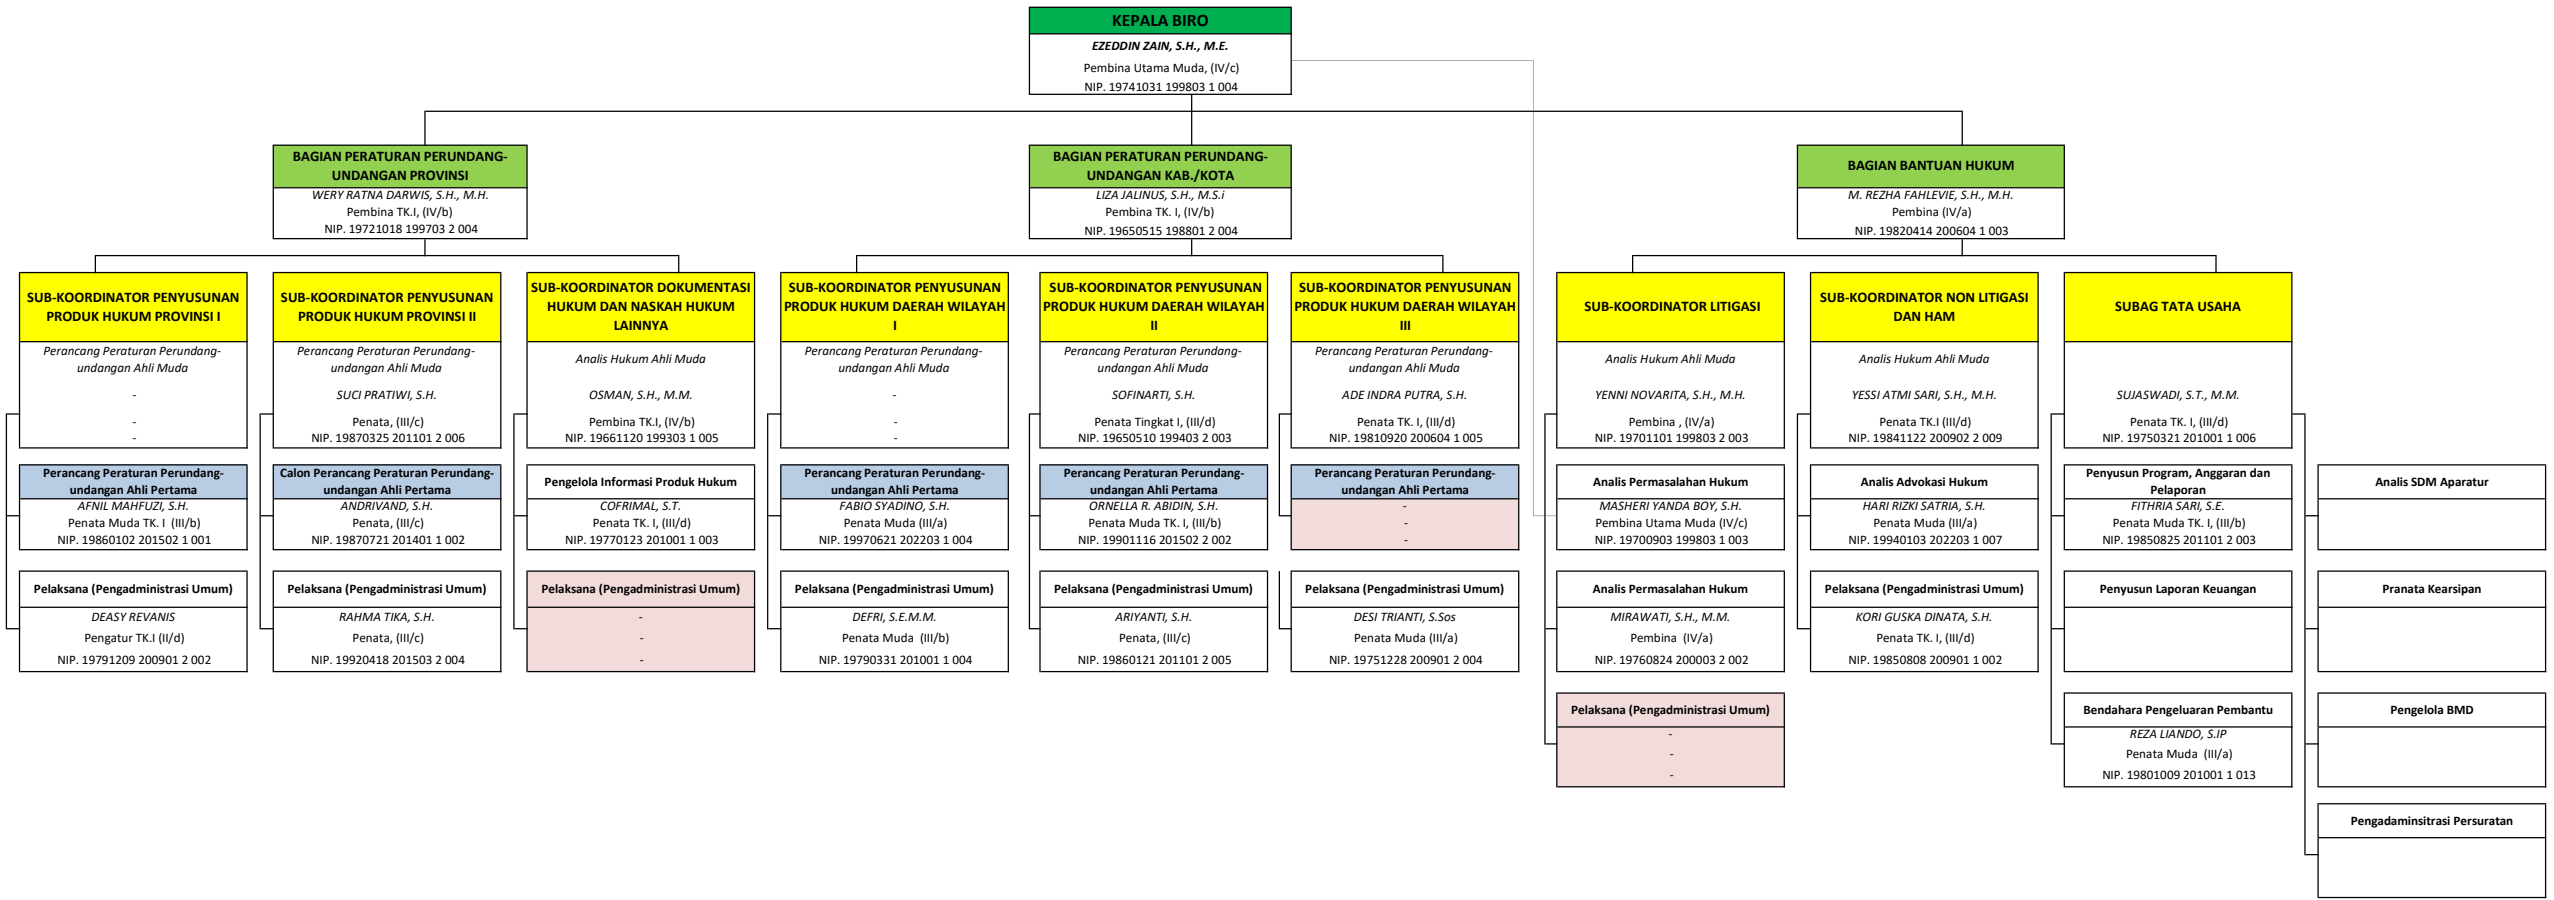 KEPALA BIRO
EZEDDIN ZAIN, S.H., M.E.
Pembina Utama Muda, (IV/c)
NIP. 19741031 199803 1 004
BAGIAN PERATURAN PERUNDANG-
UNDANGAN PROVINSI
WERY RATNA DARWIS, S.H., M.H.
Pembina TK.I, (IV/b)
NIP. 19721018 199703 2 004
BAGIAN PERATURAN PERUNDANG-
UNDANGAN KAB./KOTA
LIZA JALINUS, S.H., M.S.i
Pembina TK. I, (IV/b)
NIP. 19650515 198801 2 004
BAGIAN BANTUAN HUKUM
M. REZHA FAHLEVIE, S.H., M.H.
Pembina (IV/a)
NIP. 19820414 200604 1 003
SUB-KOORDINATOR PENYUSUNAN
PRODUK HUKUM PROVINSI I
Perancang Peraturan Perundang-
undangan Ahli Muda
-
-
-
Perancang Peraturan Perundang-
undangan Ahli Pertama
AFNIL MAHFUZI, S.H.
Penata Muda TK. I  (III/b)
NIP. 19860102 201502 1 001
Pelaksana (Pengadministrasi Umum)
DEASY REVANIS
Pengatur TK.I (II/d)
NIP. 19791209 200901 2 002
SUB-KOORDINATOR PENYUSUNAN
PRODUK HUKUM PROVINSI II
Perancang Peraturan Perundang-
undangan Ahli Muda
SUCI PRATIWI, S.H.
Penata, (III/c)
NIP. 19870325 201101 2 006
Calon Perancang Peraturan Perundang-
undangan Ahli Pertama
ANDRIVAND, S.H.
Penata, (III/c)
NIP. 19870721 201401 1 002
Pelaksana (Pengadministrasi Umum)
RAHMA TIKA, S.H.
Penata, (III/c)
NIP. 19920418 201503 2 004
SUB-KOORDINATOR DOKUMENTASI
HUKUM DAN NASKAH HUKUM
LAINNYA
Analis Hukum Ahli Muda
OSMAN, S.H., M.M.
Pembina TK.I, (IV/b)
NIP. 19661120 199303 1 005
Pengelola Informasi Produk Hukum
COFRIMAL, S.T.
Penata TK. I, (III/d)
NIP. 19770123 201001 1 003
Pelaksana (Pengadministrasi Umum)
-
-
-
SUB-KOORDINATOR PENYUSUNAN
PRODUK HUKUM DAERAH WILAYAH
I
Perancang Peraturan Perundang-
undangan Ahli Muda
-
-
-
Perancang Peraturan Perundang-
undangan Ahli Pertama
FABIO SYADINO, S.H.
Penata Muda (III/a)
NIP. 19970621 202203 1 004
Pelaksana (Pengadministrasi Umum)
DEFRI, S.E.M.M.
Penata Muda  (III/b)
NIP. 19790331 201001 1 004
SUB-KOORDINATOR PENYUSUNAN
PRODUK HUKUM DAERAH WILAYAH
II
Perancang Peraturan Perundang-
undangan Ahli Muda
SOFINARTI, S.H.
Penata Tingkat I, (III/d)
NIP. 19650510 199403 2 003
Perancang Peraturan Perundang-
undangan Ahli Pertama
ORNELLA R. ABIDIN, S.H.
Penata Muda TK. I, (III/b)
NIP. 19901116 201502 2 002
Pelaksana (Pengadministrasi Umum)
ARIYANTI, S.H.
Penata, (III/c)
NIP. 19860121 201101 2 005
SUB-KOORDINATOR PENYUSUNAN
PRODUK HUKUM DAERAH WILAYAH
III
Perancang Peraturan Perundang-
undangan Ahli Muda
ADE INDRA PUTRA, S.H.
Penata TK. I, (III/d)
NIP. 19810920 200604 1 005
Perancang Peraturan Perundang-
undangan Ahli Pertama
-
-
-
Pelaksana (Pengadministrasi Umum)
DESI TRIANTI, S.Sos
Penata Muda (III/a)
NIP. 19751228 200901 2 004
SUB-KOORDINATOR LITIGASI
Analis Hukum Ahli Muda
YENNI NOVARITA, S.H., M.H.
Pembina , (IV/a)
NIP. 19701101 199803 2 003
Analis Permasalahan Hukum
MASHERI YANDA BOY, S.H.
Pembina Utama Muda (IV/c)
NIP. 19700903 199803 1 003
Analis Permasalahan Hukum
MIRAWATI, S.H., M.M.
Pembina  (IV/a)
NIP. 19760824 200003 2 002
Pelaksana (Pengadministrasi Umum)
-
-
-
SUB-KOORDINATOR NON LITIGASI
DAN HAM
Analis Hukum Ahli Muda
YESSI ATMI SARI, S.H., M.H.
Penata TK.I (III/d)
NIP. 19841122 200902 2 009
Analis Advokasi Hukum
HARI RIZKI SATRIA, S.H.
Penata Muda (III/a)
NIP. 19940103 202203 1 007
Pelaksana (Pengadministrasi Umum)
KORI GUSKA DINATA, S.H.
Penata TK. I, (III/d)
NIP. 19850808 200901 1 002
SUBAG TATA USAHA
SUJASWADI, S.T., M.M.
Penata TK. I, (III/d)
NIP. 19750321 201001 1 006
Penyusun Program, Anggaran dan
Pelaporan
FITHRIA SARI, S.E.
Penata Muda TK. I, (III/b)
NIP. 19850825 201101 2 003
Penyusun Laporan Keuangan
Bendahara Pengeluaran Pembantu
REZA LIANDO, S.IP
Penata Muda  (III/a)
NIP. 19801009 201001 1 013
Analis SDM Aparatur
Pranata Kearsipan
Pengelola BMD
Pengadaminsitrasi Persuratan